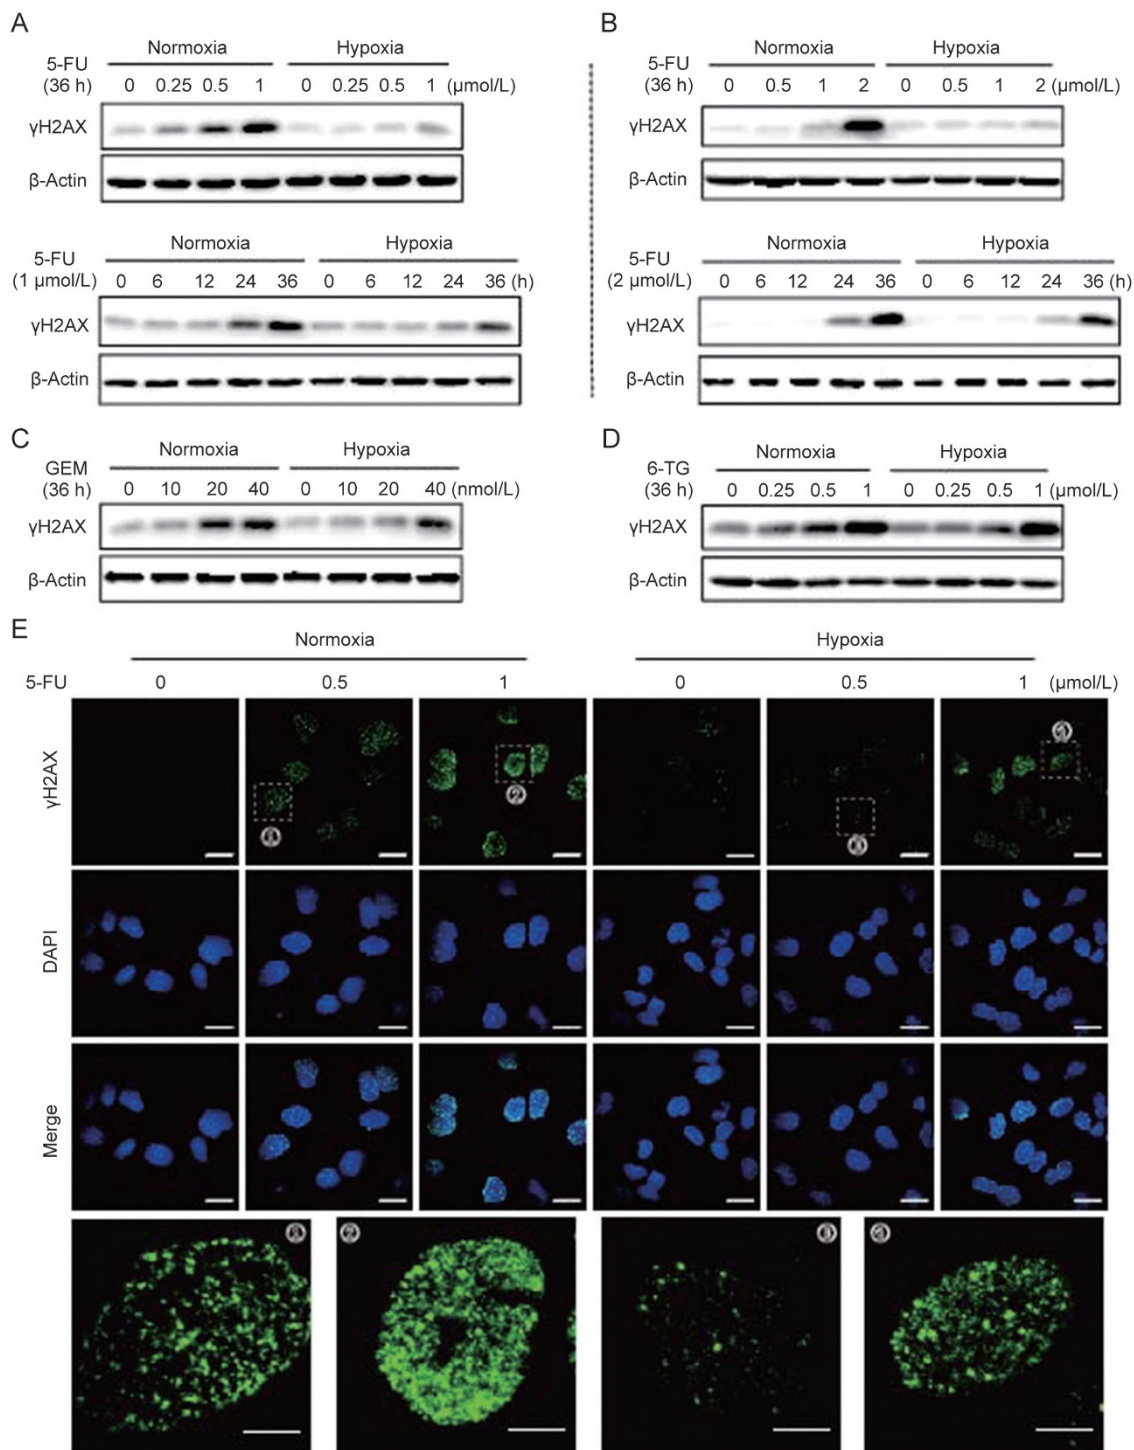 A
Normoxia Hypoxia
5-FU
(36 h) 0 0.25 0.5 1 0 0.25 0.5 1 (μmol/L)
γH2AX
β-Actin
Normoxia Hypoxia
5-FU
(1 μmol/L) 0 6 12 24 36 0 6 12 24 36 (h)
γH2AX
β-Actin
B
Normoxia Hypoxia
5-FU
(36 h) 0 0.5 1 2 0 0.5 1 2 (μmol/L)
γH2AX
β-Actin
Normoxia Hypoxia
5-FU
(2 μmol/L) 0 6 12 24 36 0 6 12 24 36 (h)
γH2AX
β-Actin
C
Normoxia Hypoxia
GEM
(36 h) 0 10 20 40 0 10 20 40 (nmol/L)
γH2AX
β-Actin
D
Normoxia Hypoxia
6-TG
(36 h) 0 0.25 0.5 1 0 0.25 0.5 1 (μmol/L)
γH2AX
β-Actin
E
Normoxia Hypoxia
5-FU 0 0.5 1 0 0.5 1 (μmol/L)
γH2AX
②
DAPI
Merge
②